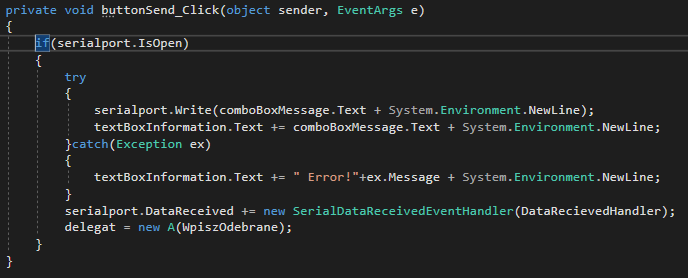 private void buttonSend_Click(object sender, EventArgs e)
{
if(serialport.IsOpen)
{
try
{
serialport.Write(comboBoxMessage.Text + System.Environment.NewLine);
textBoxInformation.Text += comboBoxMessage.Text + System.Environment.NewLine;
}catch(Exception ex)
{
textBoxInformation.Text += " Error!"+ex.Message + System.Environment.NewLine;
}
serialport.DataReceived += new SerialDataReceivedEventHandler(DataRecievedHandler);
delegat = new A(WpiszOdebrane);
}
}